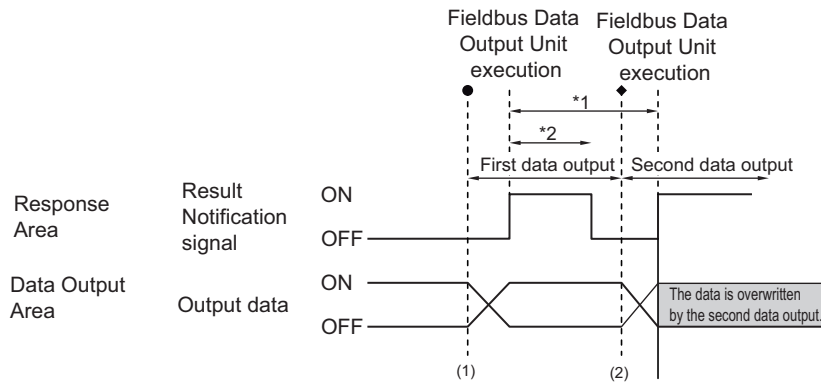 Fieldbus Data
Output Unit
execution
Fieldbus Data
Output Unit
execution
*1
*2
First data output
Second data output
Response
Area
Result
Notification
signal
ON
OFF
Data Output
Area
Output data
ON
OFF
The data is overwritten
by the second data output.
(1)
(2)